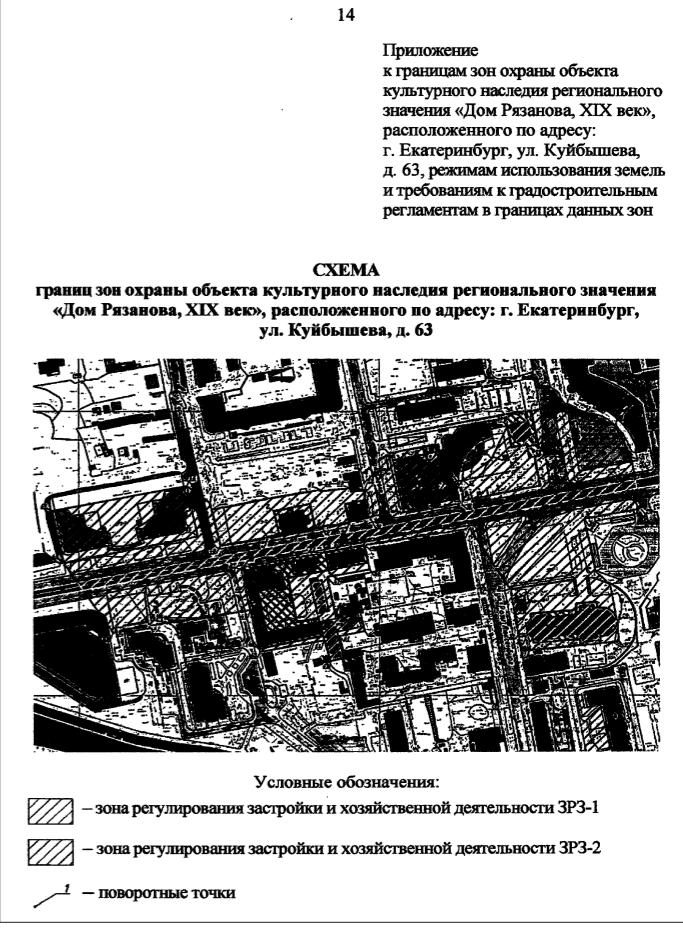 14
Приложение
к границам зон охраны объекта
культурного наследия регионального
значения «Дом Рязанова, XIX век»,
расположенного по адресу:
г. Екатеринбург, ул. Куйбышева,
д. 63, режимам использования земель
и требованиям к градостроительным
регламентам в границах данных зон
СХЕМА
границ зон охраны объекта культурного наследия регионального значения
«Дом Рязанова, XIX век», расположенного по адресу: г. Екатеринбург,
ул. Куйбышева, д. 63
Условные обозначения:
– зона регулирования застройки и хозяйственной деятельности ЗРЗ-1
– зона регулирования застройки и хозяйственной деятельности ЗРЗ-2
1 – поворотные точки